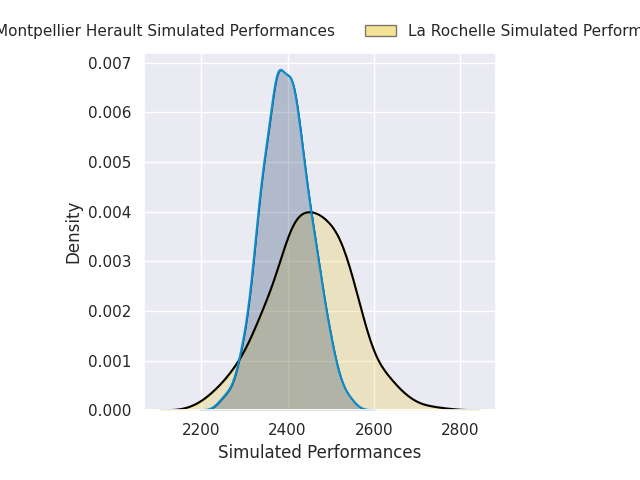 Montpellier Herault Simulated Performances
La Rochelle Simulated Perform
0.007
0.006
0.005
0.004
0.003
0.002
0.001
0.000
Density
2200 2400 2600 2800
Simulated Performances